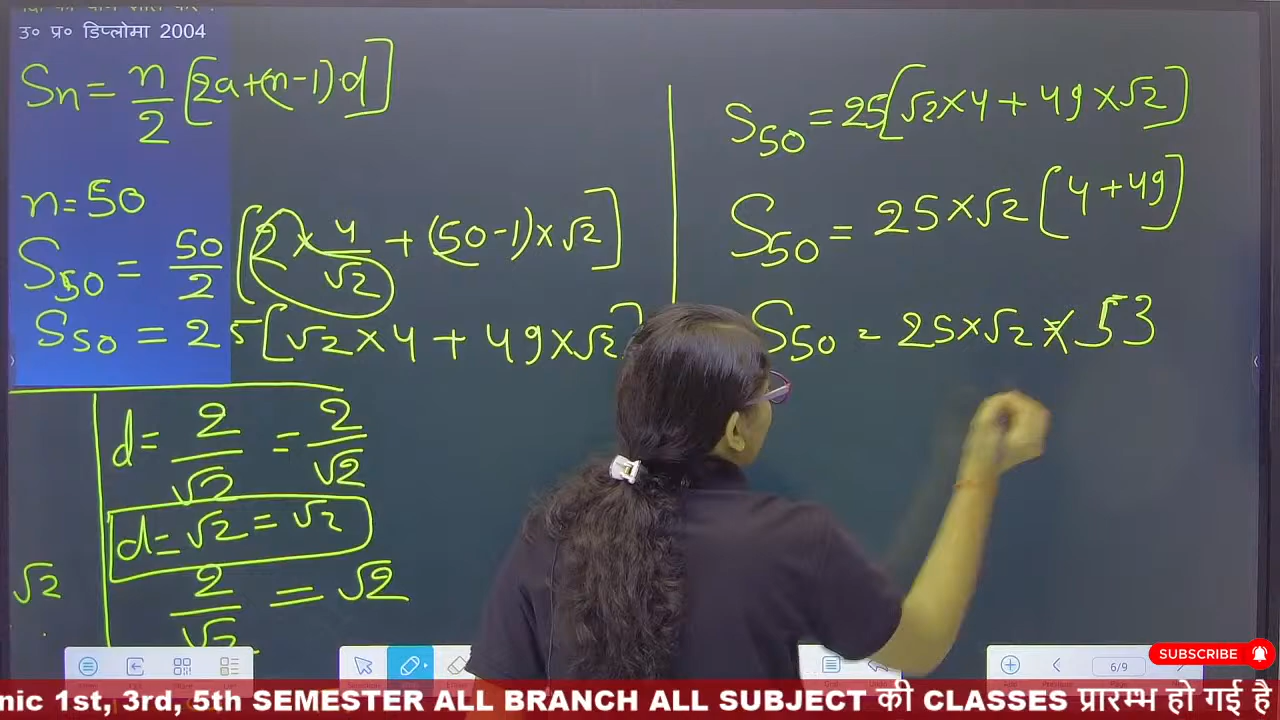 उ० प्र० डिप्लोमा 2004
Sn = n/2 [2a+(n-1)·d]
n=50
S50 = 50/2 [2 × 4/√2 + (50-1)×√2]
S50 = 25[√2×4 + 49×√2]
d = 2/√2 = 2/√2
d=√2 = √2
2/√2 = √2
√2
S50 = 25[√2×4 + 49×√2]
S50 = 25×√2 [4+49]
S50 = 25×√2 × 53
6/9
SUBSCRIBE
nic 1st, 3rd, 5th SEMESTER ALL BRANCH ALL SUBJECT की CLASSES प्रारम्भ हो गई है